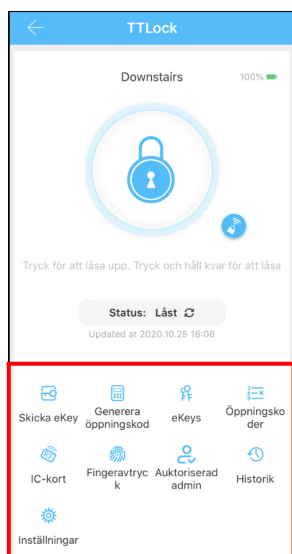 TTLock
Downstairs
100%
Tryck för att låsa upp. Tryck och håll kvar för att låsa
Status: Låst
Updated at 2020.10.25 16:08
Skicka eKey
Generera
öppningskod
eKeys
Öppningsko
der
IC-kort
Fingeravtryc
k
Auktoriserad
admin
Historik
Inställningar